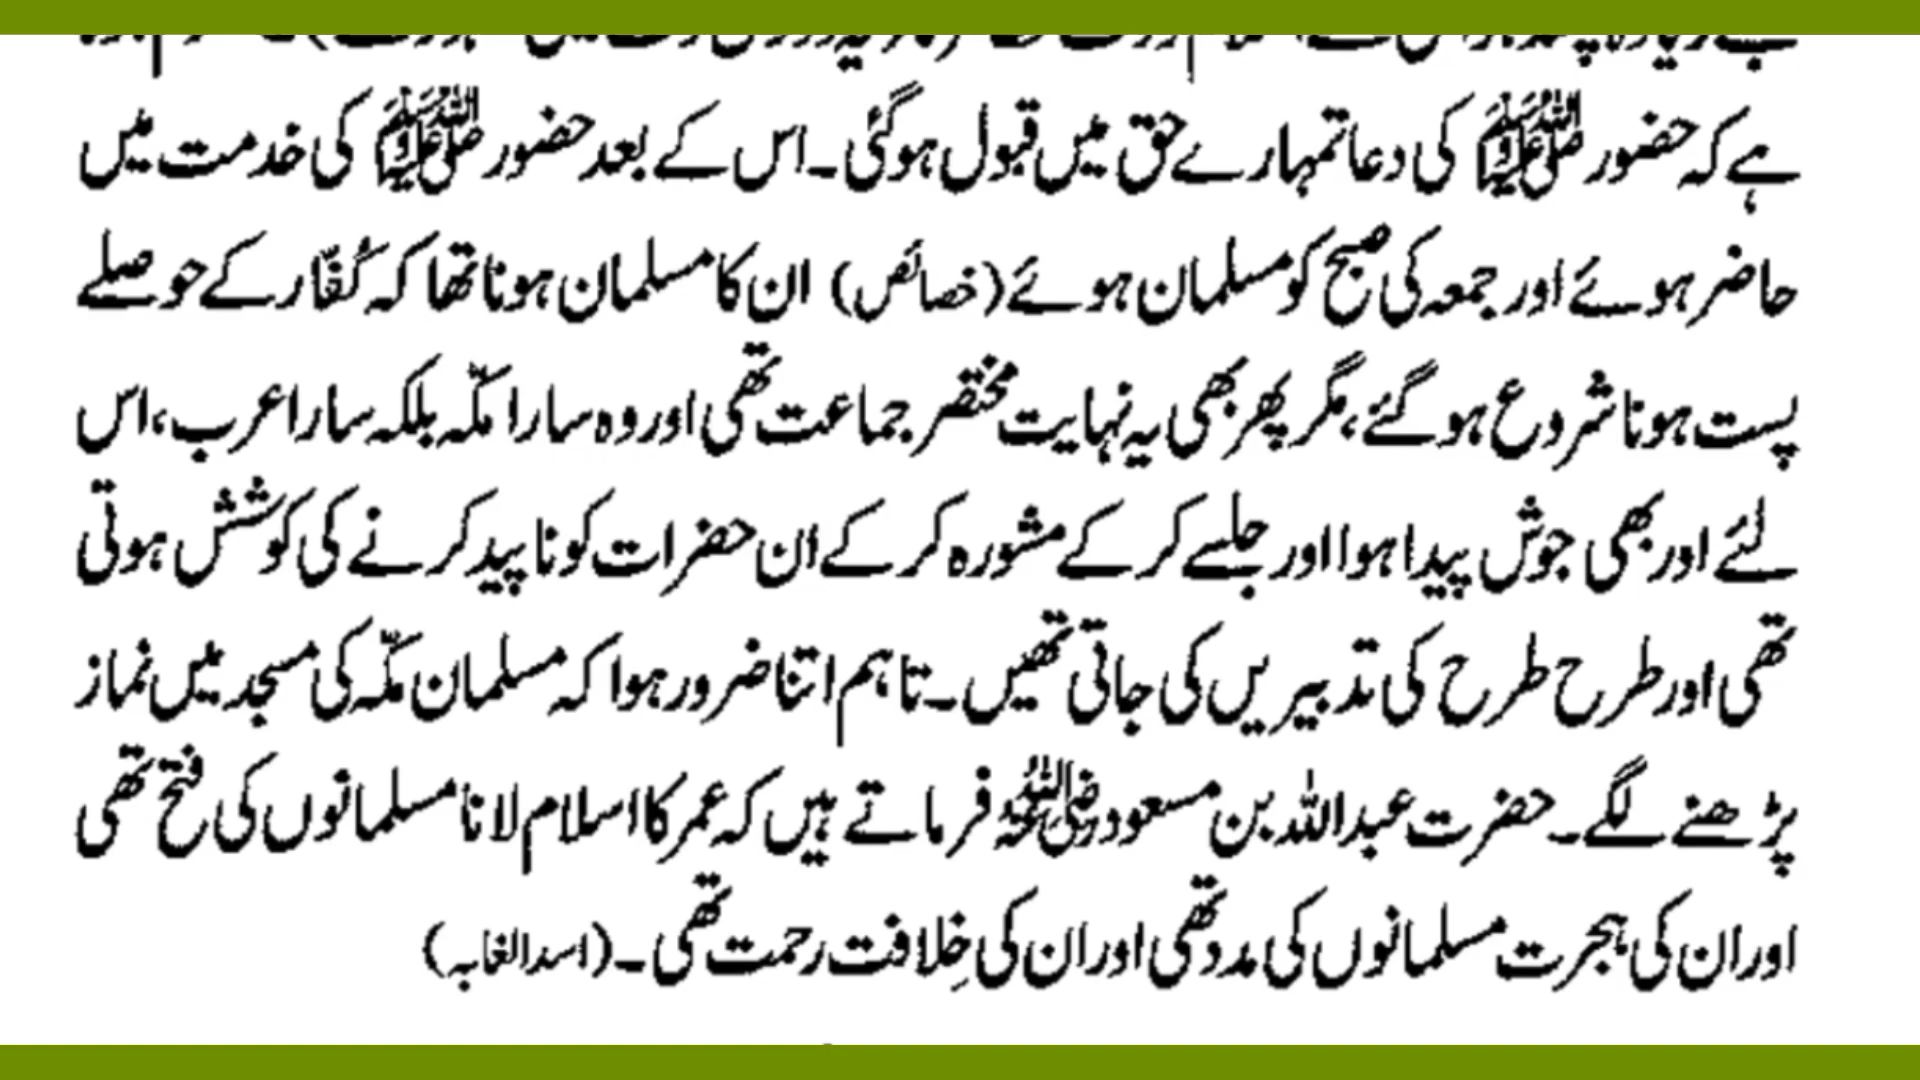 ہے کہ حضور ﷺ کی دعا تمہارے حق میں قبول ہوگئی۔ اس کے بعد حضور ﷺ کی خدمت میں
حاضر ہوئے اور جمعہ کی صبح کو مسلمان ہوئے (خصائص) ان کا مسلمان ہونا تھا کہ کُفّار کے حوصلے
پست ہونا شروع ہوگئے، مگر پھر بھی یہ نہایت مختصر جماعت تھی اور وہ سارا مکّہ بلکہ سارا عرب، اس
لئے اور بھی جوش پیدا ہوا اور جلسے کرکے مشورہ کرکے اُن حضرات کو ناپید کرنے کی کوشش ہوتی
تھی اور طرح طرح کی تدبیریں کی جاتی تھیں۔ تاہم اتنا ضرور ہوا کہ مسلمان مکّہ کی مسجد میں نماز
پڑھنے لگے۔ حضرت عبداللہ بن مسعود رضی اللہ عنہ فرماتے ہیں کہ عمر کا اسلام لانا مسلمانوں کی فتح تھی
اور ان کی ہجرت مسلمانوں کی مدد تھی اور ان کی خِلافت رحمت تھی۔ (اسد الغابہ)